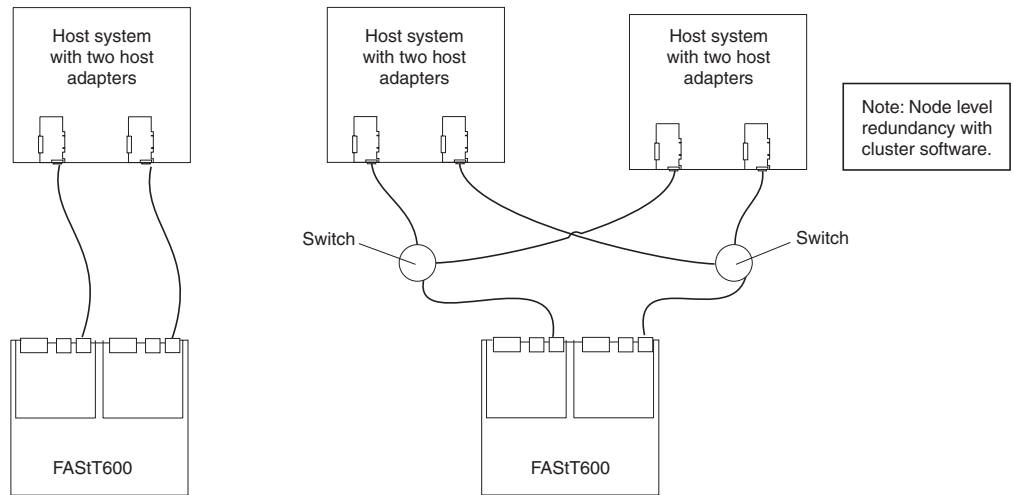 Host system
with two host
adapters
Host system
with two host
adapters
Host system
with two host
adapters
Note: Node level
redundancy with
cluster software.
Switch
Switch
FAStT600
FAStT600